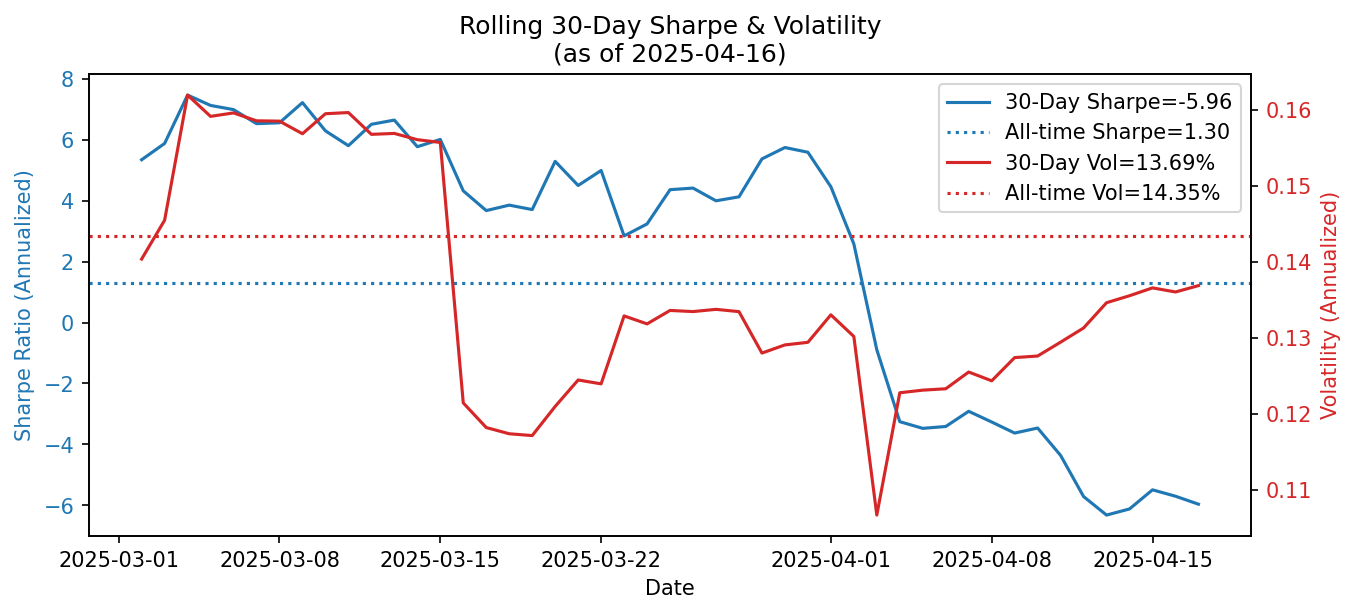 Rolling 30-Day Sharpe & Volatility
(as of 2025-04-16)
30-Day Sharpe=-5.96
All-time Sharpe=1.30
30-Day Vol=13.69%
All-time Vol=14.35%
Sharpe Ratio (Annualized)
8
6
4
2
0
−2
−4
−6
Volatility (Annualized)
0.16
0.15
0.14
0.13
0.12
0.11
2025-03-01 2025-03-08 2025-03-15 2025-03-22 2025-04-01 2025-04-08 2025-04-15
Date